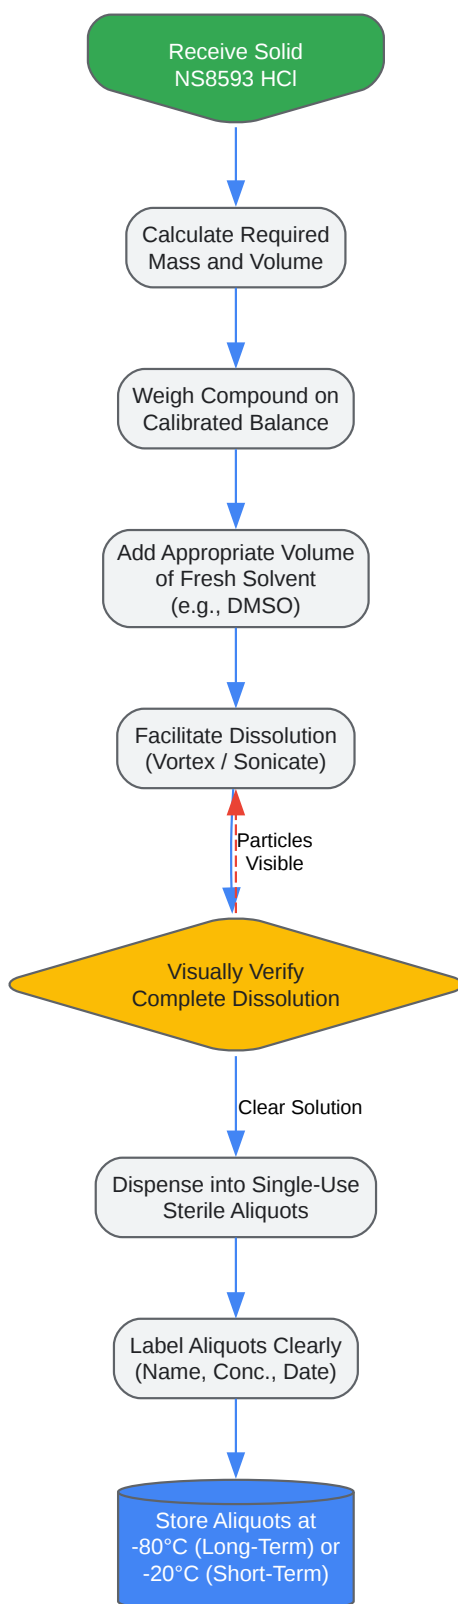 Receive Solid
NS8593 HCl
Calculate Required
Mass and Volume
Weigh Compound on
Calibrated Balance
Add Appropriate Volume
of Fresh Solvent
(e.g., DMSO)
Facilitate Dissolution
(Vortex / Sonicate)
Particles
Visible
Visually Verify
Complete Dissolution
Clear Solution
Dispense into Single-Use
Sterile Aliquots
Label Aliquots Clearly
(Name, Conc., Date)
Store Aliquots at
-80°C (Long-Term) or
-20°C (Short-Term)